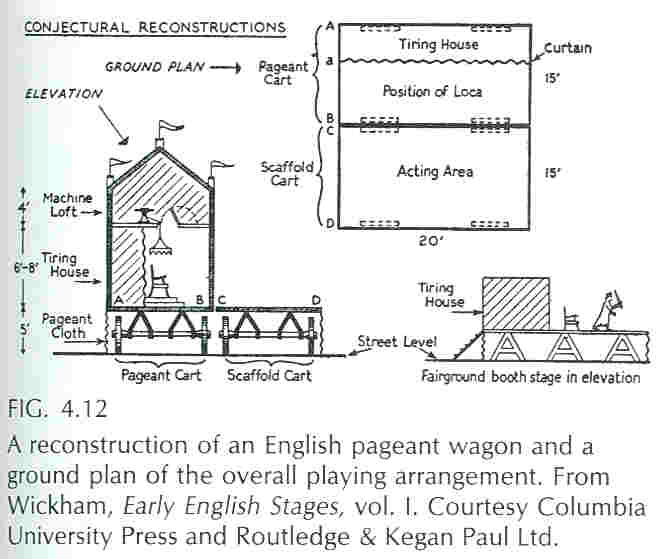 CONJECTURAL RECONSTRUCTIONS
GROUND PLAN
ELEVATION
Pageant
Cart
Scaffold
Cart
A
a
B
C
D
Tiring House
Curtain
Position of Loca
15'
Acting Area
15'
20'
4'
Machine
Loft
6'-8'
Tiring
House
5'
Pageant
Cloth
A
B
C
D
Pageant Cart
Scaffold Cart
Street Level
Tiring
House
Fairground booth stage in elevation
FIG. 4.12
A reconstruction of an English pageant wagon and a
ground plan of the overall playing arrangement. From
Wickham, Early English Stages, vol. I. Courtesy Columbia
University Press and Routledge & Kegan Paul Ltd.